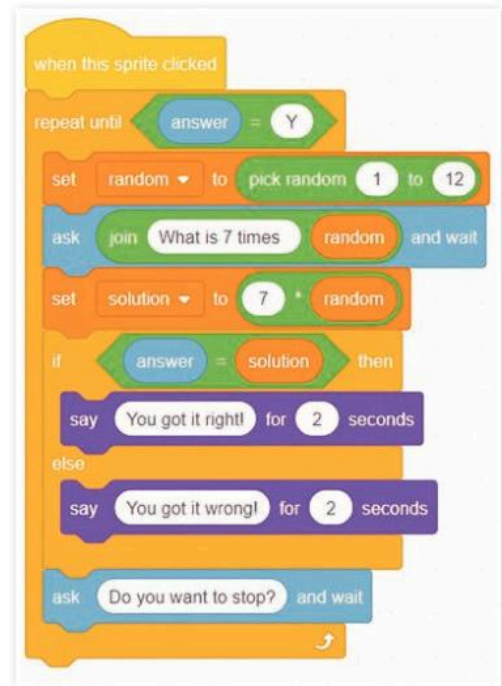 when this sprite clicked
repeat until answer = Y
set random to pick random 1 to 12
ask join What is 7 times random and wait
set solution to 7 * random
if answer = solution then
say You got it right! for 2 seconds
else
say You got it wrong! for 2 seconds
ask Do you want to stop? and wait